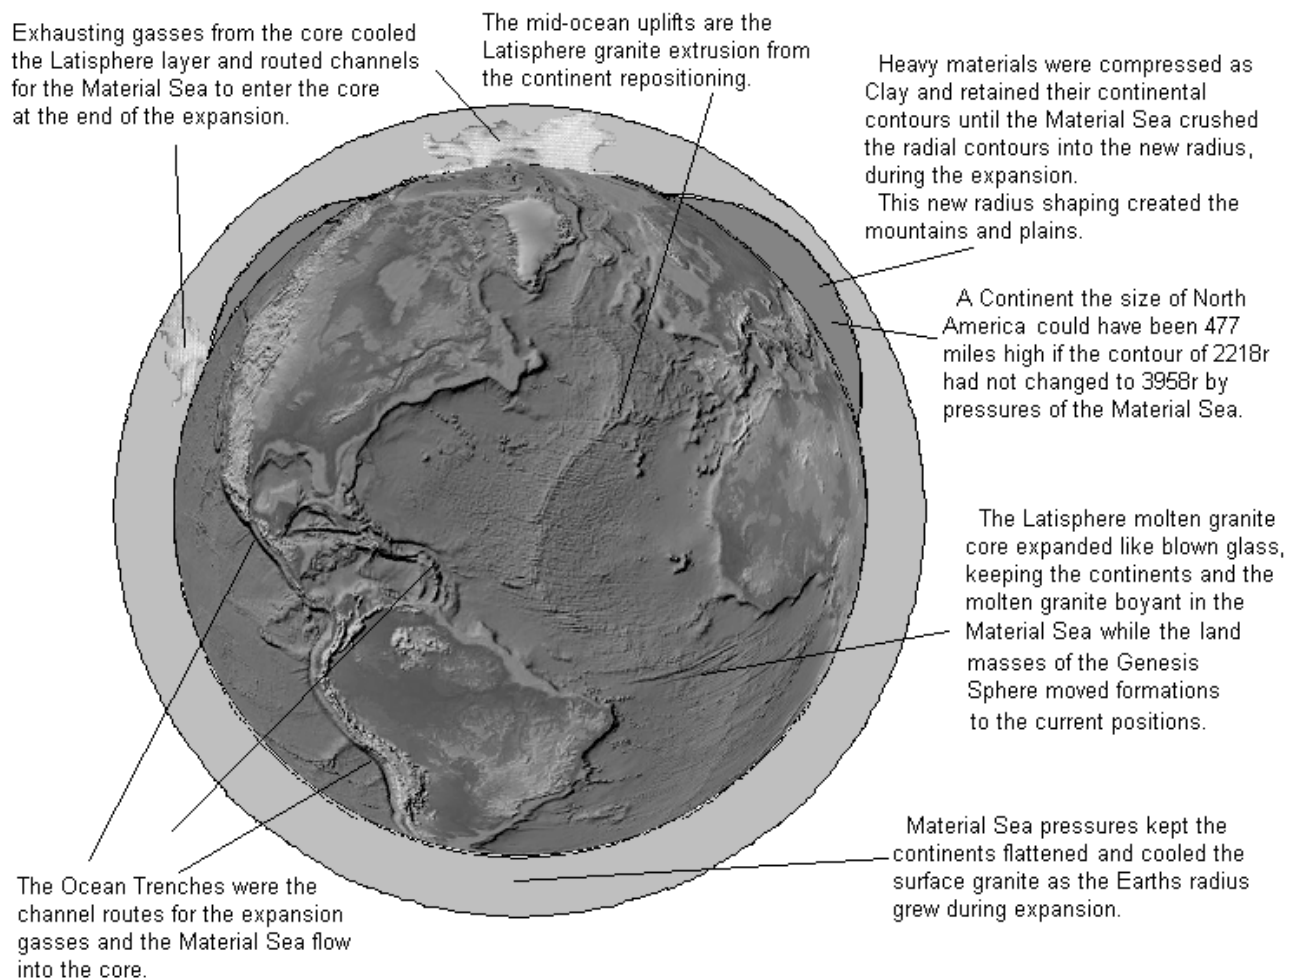 Exhausting gasses from the core cooled
the Latisphere layer and routed channels
for the Material Sea to enter the core
at the end of the expansion.
The mid-ocean uplifts are the
Latisphere granite extrusion from
the continent repositioning.
Heavy materials were compressed as
Clay and retained their continental
contours until the Material Sea crushed
the radial contours into the new radius,
during the expansion.
This new radius shaping created the
mountains and plains.
A Continent the size of North
America could have been 477
miles high if the contour of 2218r
had not changed to 3958r by
pressures of the Material Sea.
The Latisphere molten granite
core expanded like blown glass,
keeping the continents and the
molten granite boyant in the
Material Sea while the land
masses of the Genesis
Sphere moved formations
to the current positions.
Material Sea pressures kept the
continents flattened and cooled the
surface granite as the Earths radius
grew during expansion.
The Ocean Trenches were the
channel routes for the expansion
gasses and the Material Sea flow
into the core.